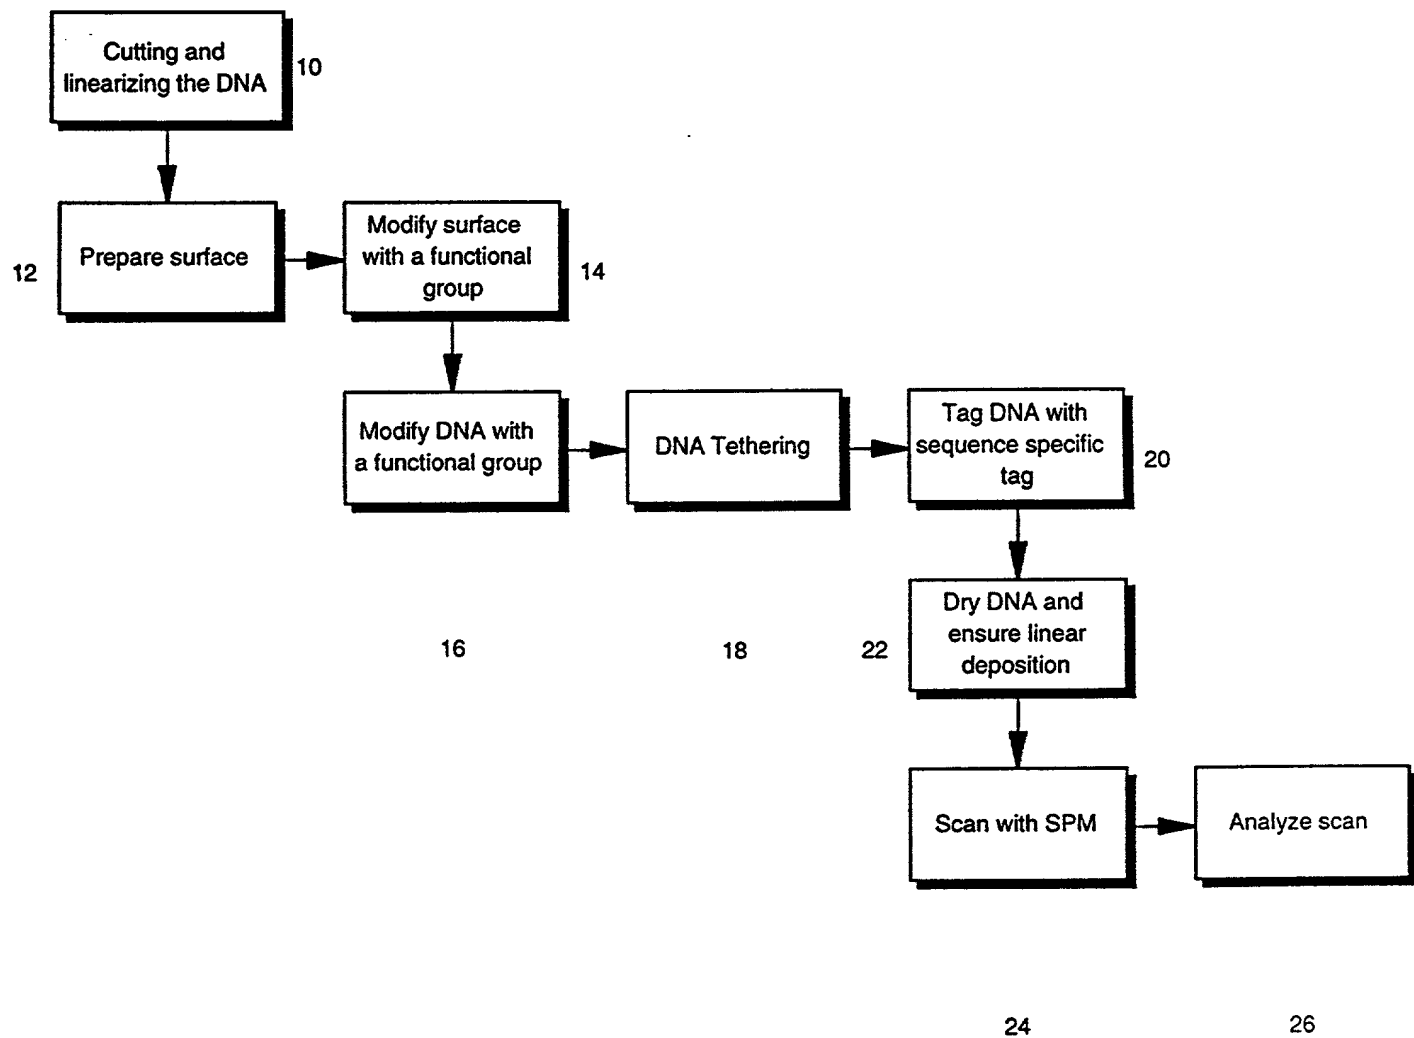 Cutting and
linearizing the DNA
10
12
Prepare surface
Modify surface
with a functional
group
14
Modify DNA with
a functional group
DNA Tethering
Tag DNA with
sequence specific
tag
20
16
18
22
Dry DNA and
ensure linear
deposition
Scan with SPM
Analyze scan
24
26